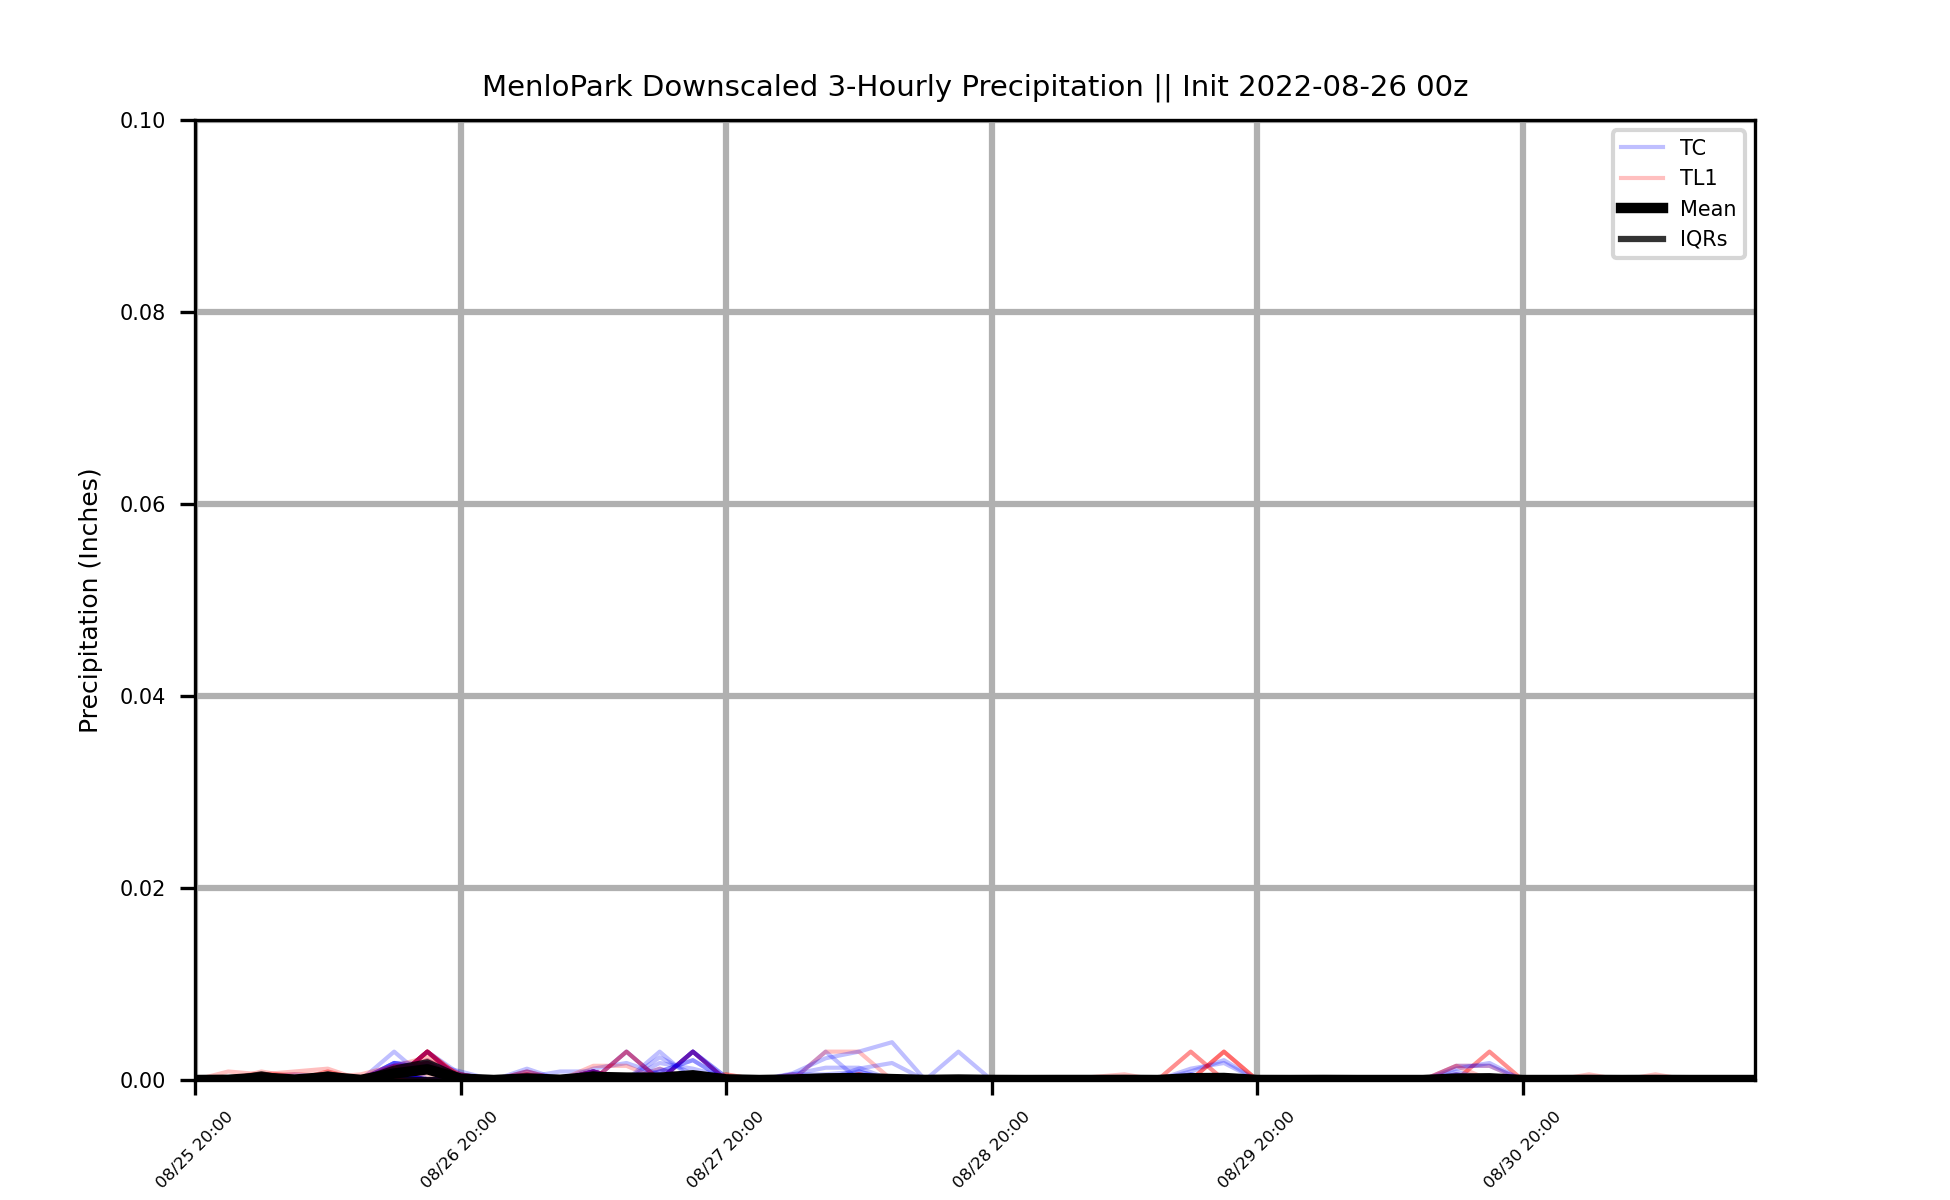 MenloPark Downscaled 3-Hourly Precipitation || Init 2022-08-26 00z
TC
TL1
Mean
IQRs
Precipitation (Inches)
0.10
0.08
0.06
0.04
0.02
0.00
08/25 20:00
08/26 20:00
08/27 20:00
08/28 20:00
08/29 20:00
08/30 20:00